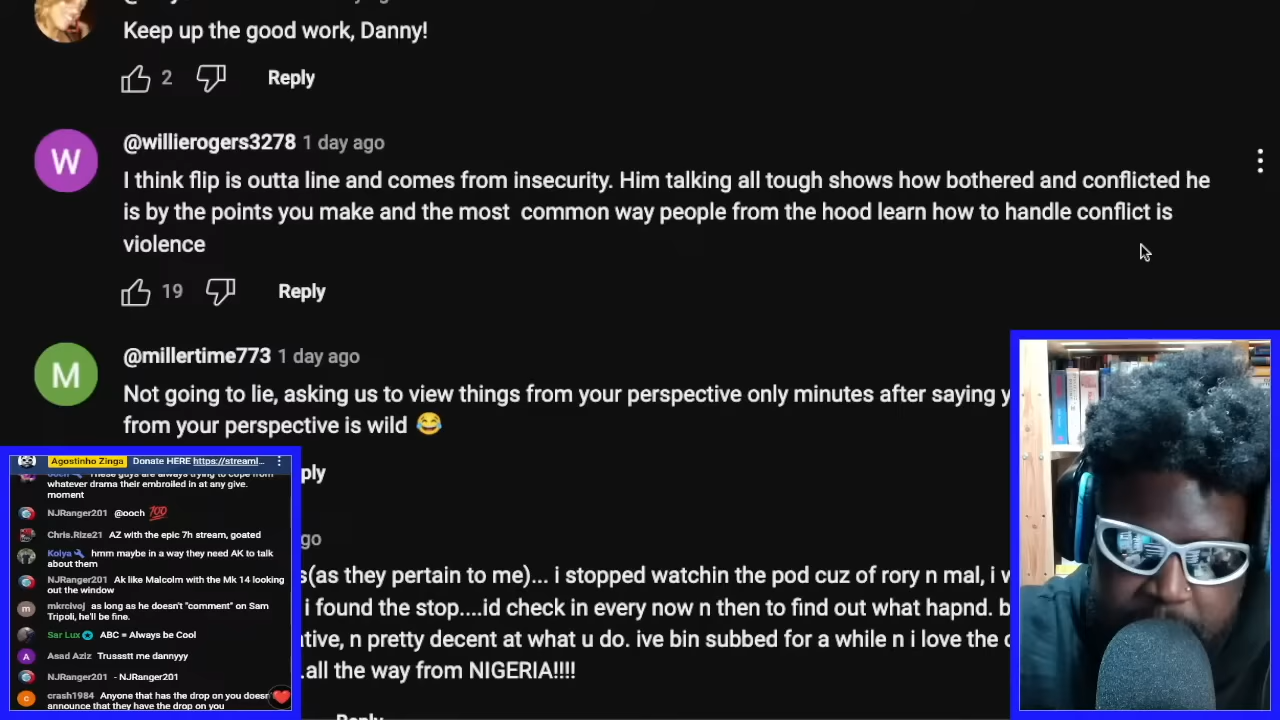 Keep up the good work, Danny!
2 Reply
@willierogers3278 1 day ago
I think flip is outta line and comes from insecurity. Him talking all tough shows how bothered and conflicted he
is by the points you make and the most common way people from the hood learn how to handle conflict is
violence
19 Reply
@millertime773 1 day ago
Not going to lie, asking us to view things from your perspective only minutes after saying
from your perspective is wild 😂
(as they pertain to me)... i stopped watchin the pod cuz of rory n mal, i
i found the stop....id check in every now n then to find out what hapnd.
n pretty decent at what u do. ive bin subbed for a while n i love the
.all the way from NIGERIA!!!!
Reply
Agostinho Zinga Donate HERE https://streaml...
These guys are always trying to cope from
whatever drama their embroiled in at any give.
moment
NJRanger201 @ooch 💯
Chris.Rize21 AZ with the epic 7h stream, goated
Kolya hmm maybe in a way they need AK to talk
about them
NJRanger201 Ak like Malcolm with the Mk 14 looking
out the window
mkrcivoj as long as he doesn't "comment" on Sam
Tripoli, he'll be fine.
Sar Lux ABC = Always be Cool
Asad Aziz Trussstt me dannyyy
NJRanger201 - NJRanger201
crash1984 Anyone that has the drop on you doesn
announce that they have the drop on you
W
M